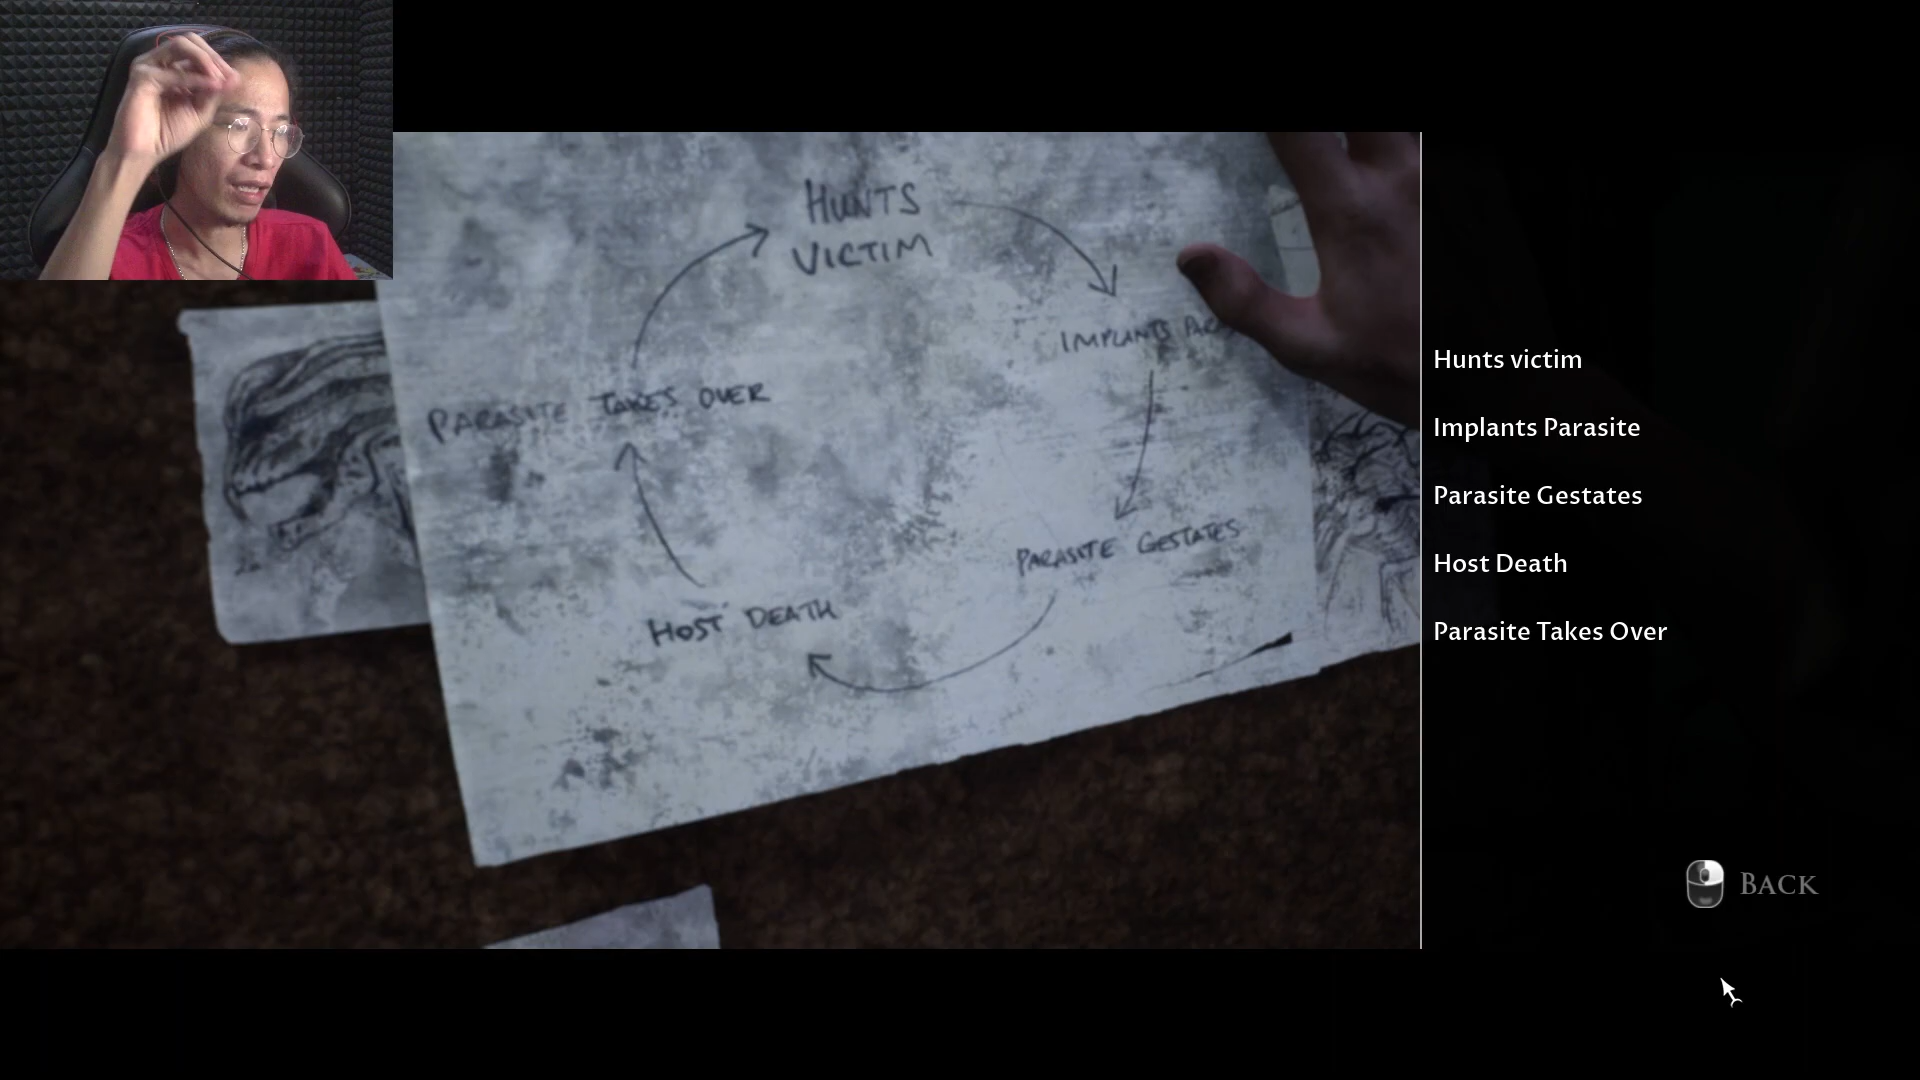 HUNTS
VICTIM
IMPLANTS
PARASITE TAKES OVER
PARASITE GESTATES
HOST DEATH
Hunts victim
Implants Parasite
Parasite Gestates
Host Death
Parasite Takes Over
BACK